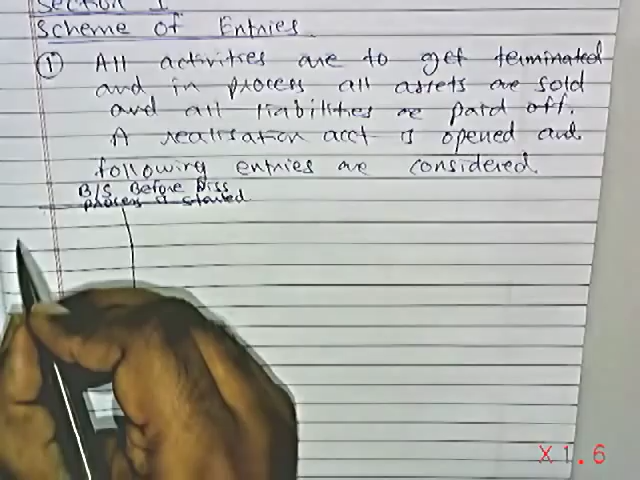 Section 1
Scheme of Entries
① All activities are to get terminated
and in process all assets are sold
and all liabilities are paid off.
A realisation acct is opened and
following entries are considered.
B/S Before Diss
process is started.
X1.6